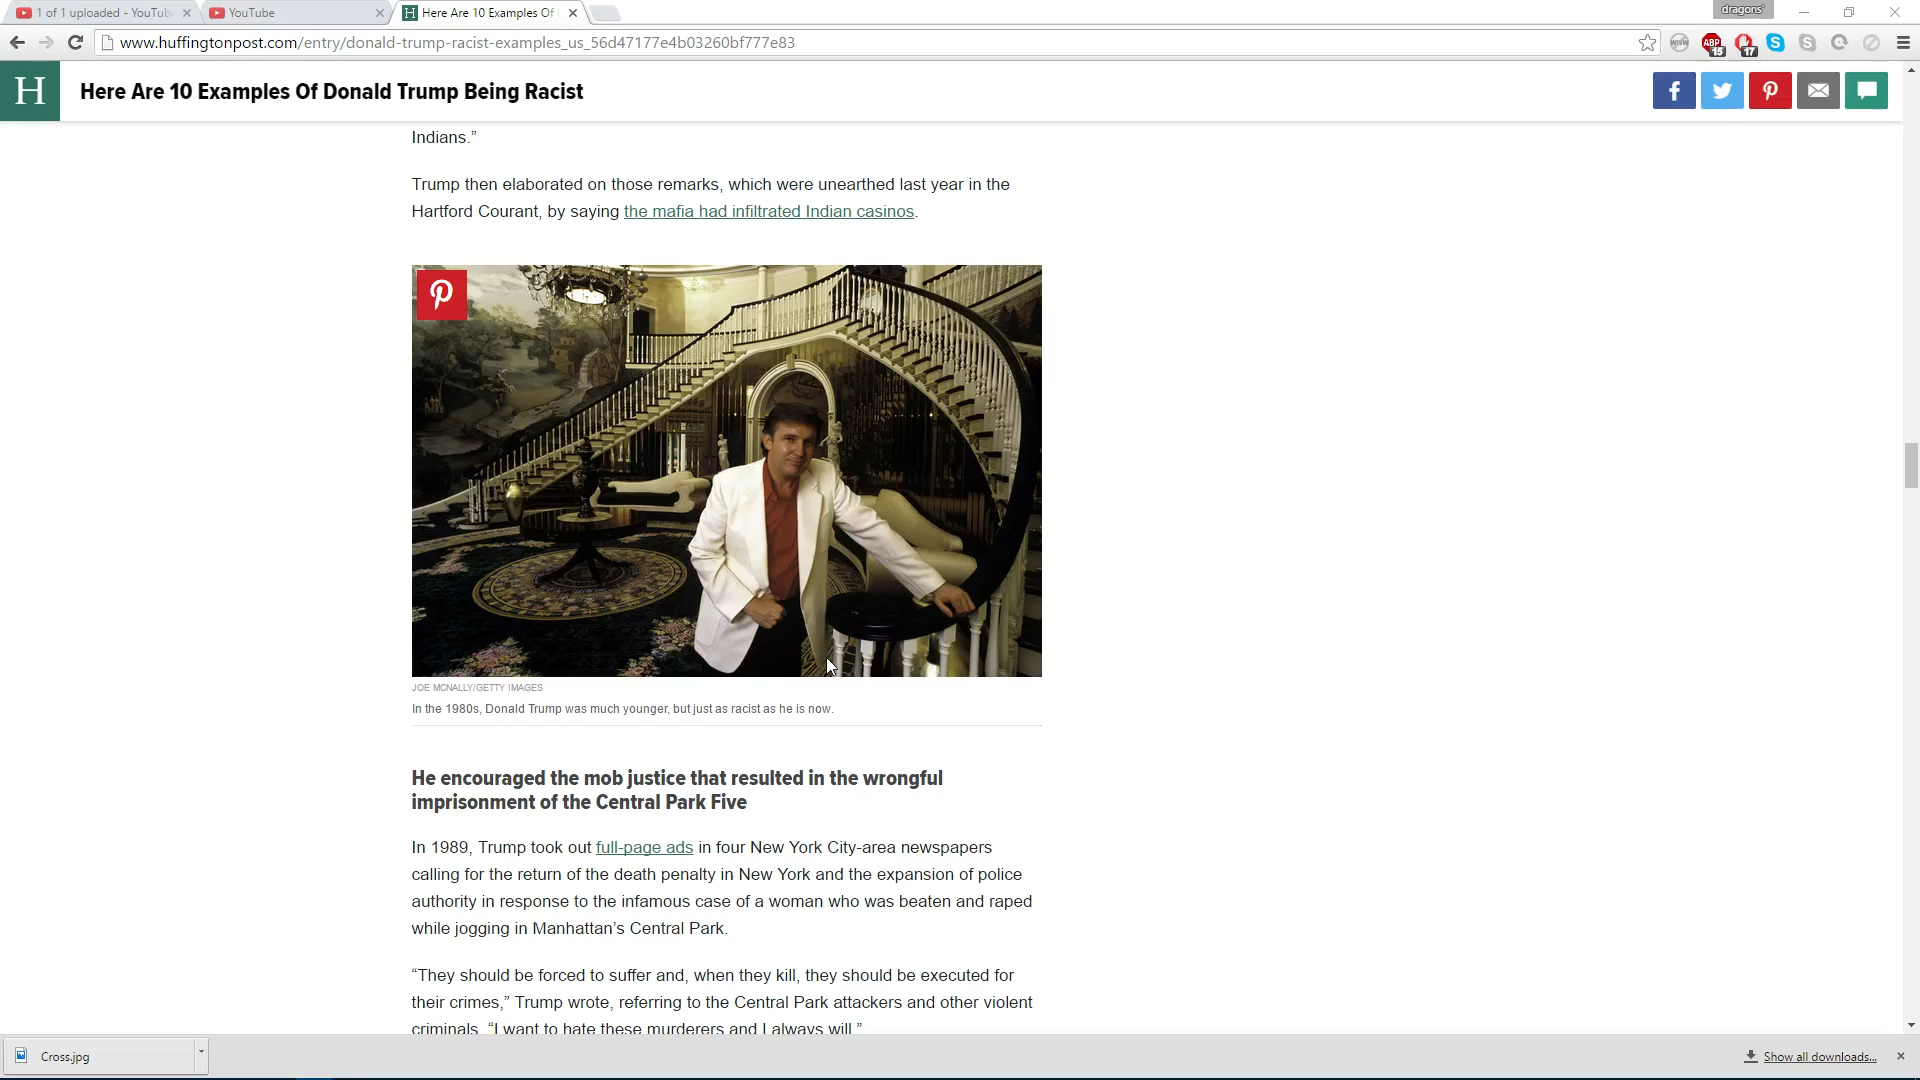 1 of 1 uploaded - YouTub
YouTube
Here Are 10 Examples Of
dragons'
www.huffingtonpost.com/entry/donald-trump-racist-examples_us_56d47177e4b03260bf777e83
ABP
15
17
H
Here Are 10 Examples Of Donald Trump Being Racist
Indians.”
Trump then elaborated on those remarks, which were unearthed last year in the
Hartford Courant, by saying the mafia had infiltrated Indian casinos.
JOE MCNALLY/GETTY IMAGES
In the 1980s, Donald Trump was much younger, but just as racist as he is now.
He encouraged the mob justice that resulted in the wrongful
imprisonment of the Central Park Five
In 1989, Trump took out full-page ads in four New York City-area newspapers
calling for the return of the death penalty in New York and the expansion of police
authority in response to the infamous case of a woman who was beaten and raped
while jogging in Manhattan’s Central Park.
“They should be forced to suffer and, when they kill, they should be executed for
their crimes,” Trump wrote, referring to the Central Park attackers and other violent
criminals. “I want to hate these murderers and I always will.”
Cross.jpg
Show all downloads...